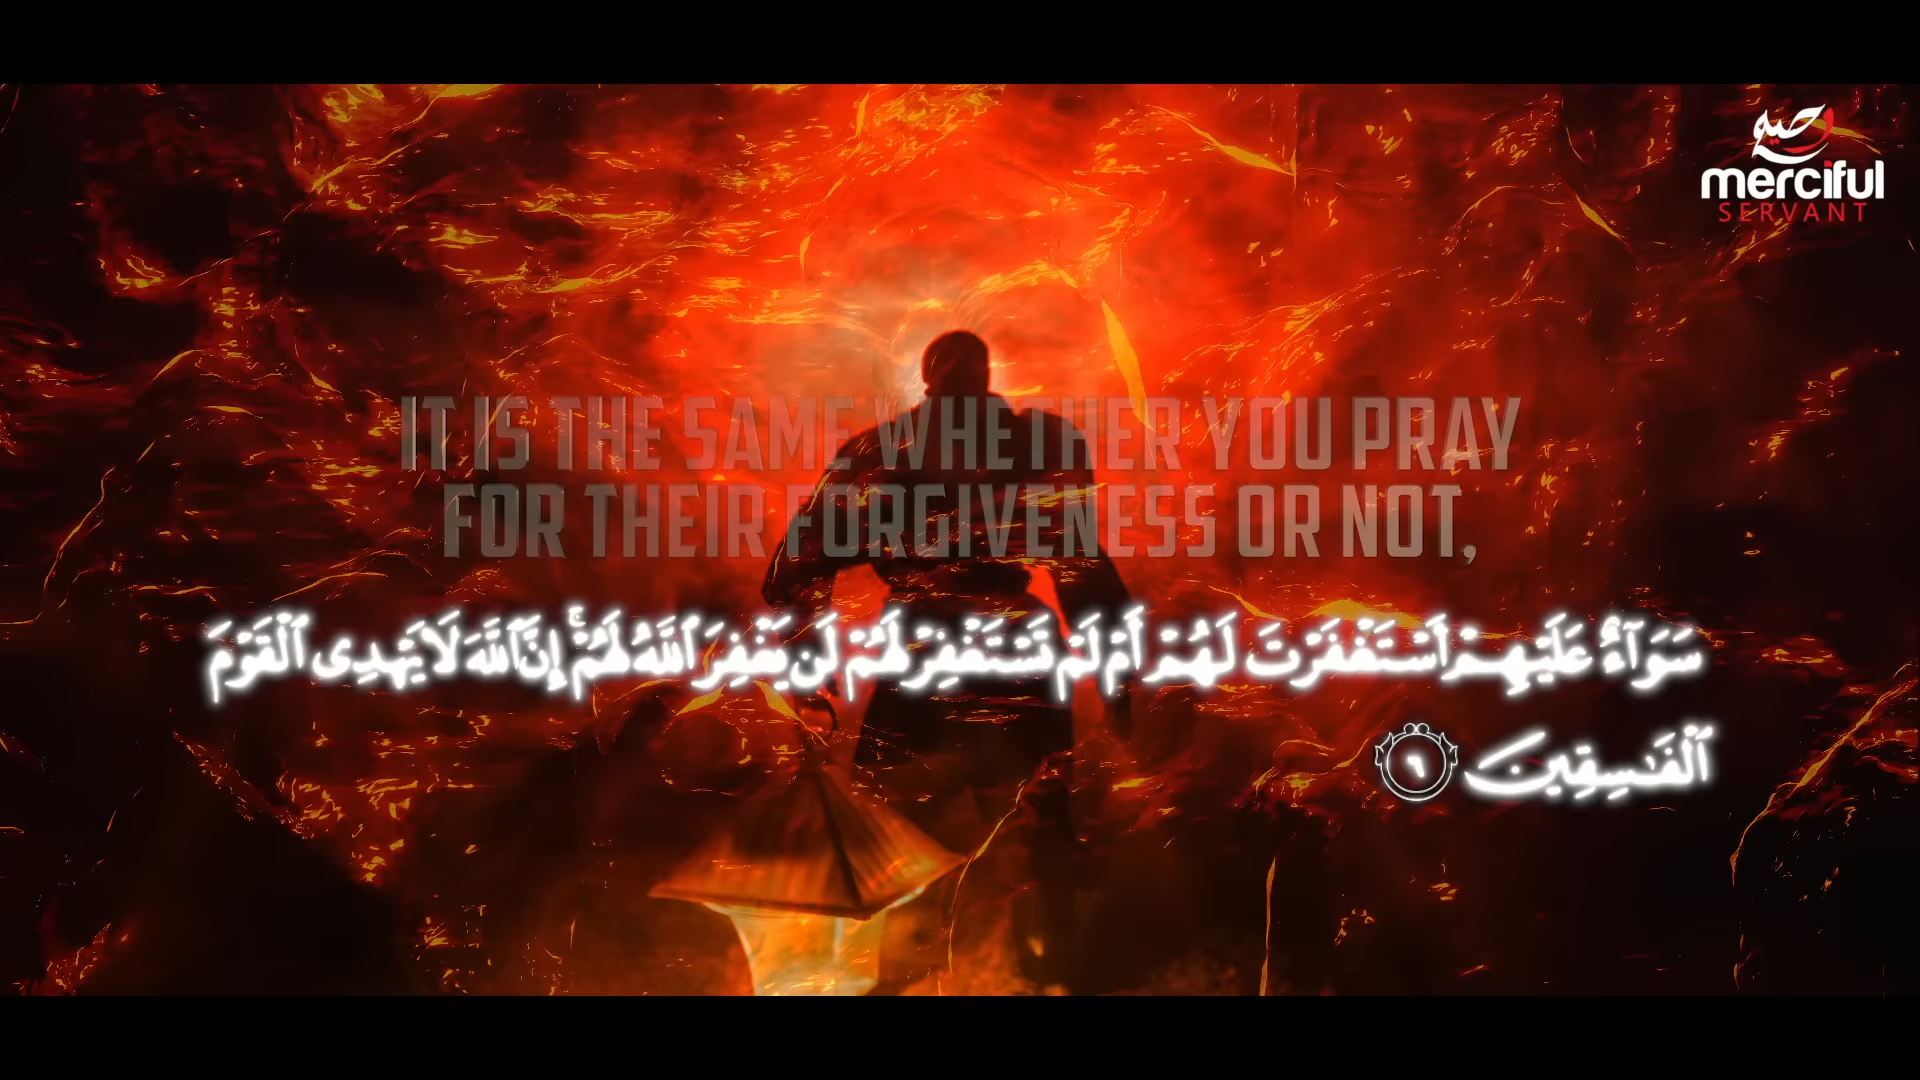 merciful
SERVANT
IT IS THE SAME WHETHER YOU PRAY
FOR THEIR FORGIVENESS OR NOT,
سَوَآءٌ عَلَيْهِمْ أَسْتَغْفَرْتَ لَهُمْ أَمْ لَمْ تَسْتَغْفِرْ لَهُمْ لَن يَغْفِرَ ٱللَّهُ لَهُمْ ۚ إِنَّ ٱللَّهَ لَا يَهْدِى ٱلْقَوْمَ
ٱلْفَـٰسِقِينَ ٦